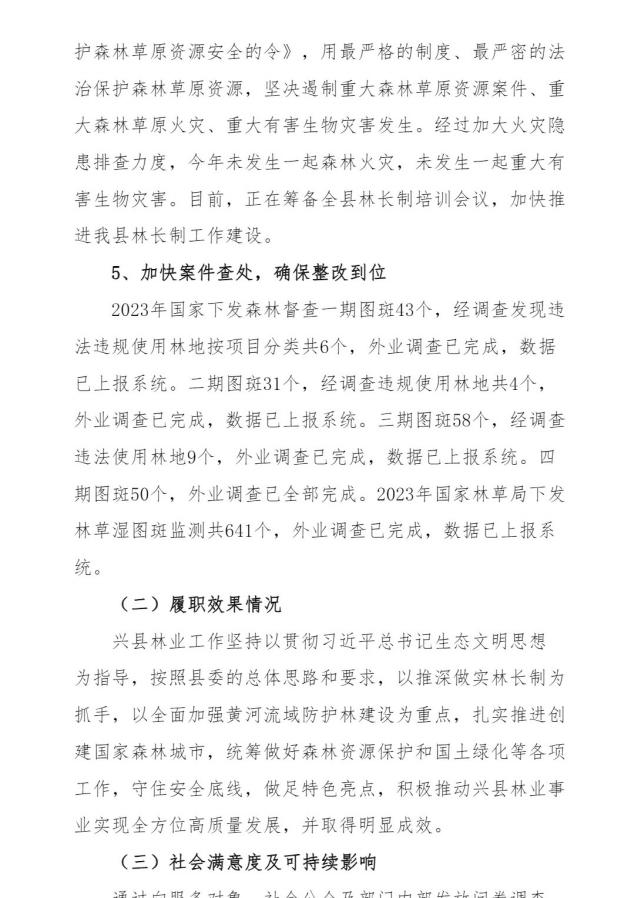 护森林草原资源安全的令》，用最严格的制度、最严密的法
治保护森林草原资源，坚决遏制重大森林草原资源案件、重
大森林草原火灾、重大有害生物灾害发生。经过加大火灾隐
患排查力度，今年未发生一起森林火灾，未发生一起重大有
害生物灾害。目前，正在筹备全县林长制培训会议，加快推
进我县林长制工作建设。
5、加快案件查处，确保整改到位
2023年国家下发森林督查一期图斑43个，经调查发现违
法违规使用林地按项目分类共6个，外业调查已完成，数据
已上报系统。二期图斑31个，经调查违规使用林地共4个，
外业调查已完成，数据已上报系统。三期图斑58个，经调查
违法使用林地9个，外业调查已完成，数据已上报系统。四
期图斑50个，外业调查已全部完成。2023年国家林草局下发
林草湿图斑监测共641个，外业调查已完成，数据已上报系
统。
（二）履职效果情况
兴县林业工作坚持以贯彻习近平总书记生态文明思想
为指导，按照县委的总体思路和要求，以推深做实林长制为
抓手，以全面加强黄河流域防护林建设为重点，扎实推进创
建国家森林城市，统筹做好森林资源保护和国土绿化等各项
工作，守住安全底线，做足特色亮点，积极推动兴县林业事
业实现全方位高质量发展，并取得明显成效。
（三）社会满意度及可持续影响
通过向服务对象、社会公众及部门内部发放问卷调查